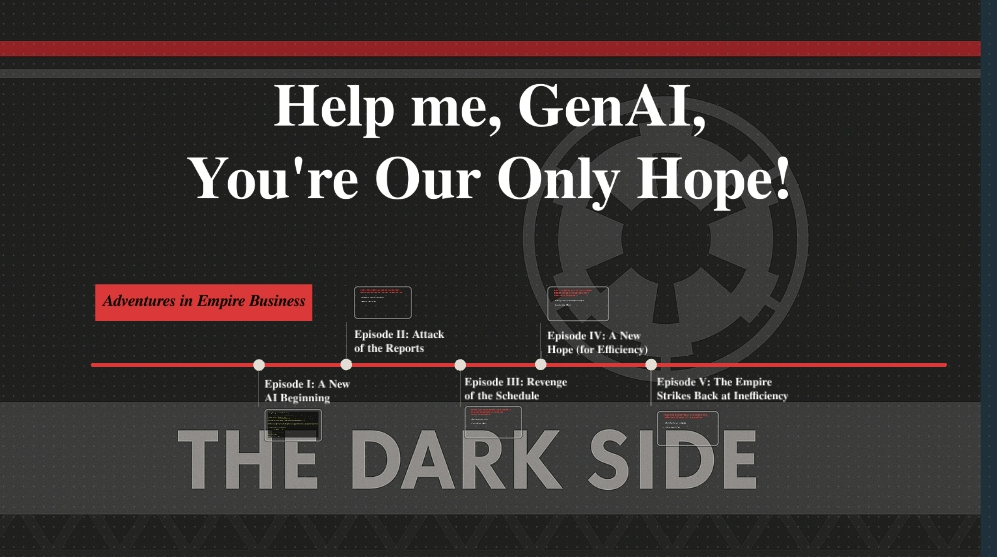 Help me, GenAI,
You're Our Only Hope!
Adventures in Empire Business
Episode II: Attack
of the Reports
Episode IV: A New
Hope (for Efficiency)
Episode I: A New
AI Beginning
Episode III: Revenge
of the Schedule
Episode V: The Empire
Strikes Back at Inefficiency
THE DARK SIDE